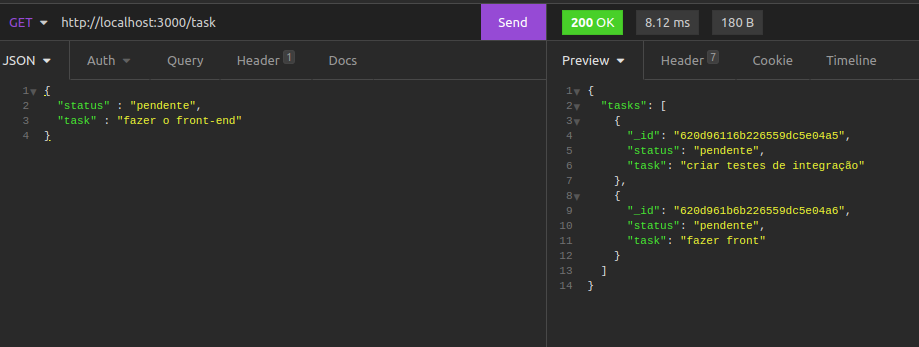 GET http://localhost:3000/task Send 200 OK 8.12 ms 180 B
JSON Auth Query Header 1 Docs Preview Header 7 Cookie Timeline
1 {
2 "status" : "pendente",
3 "task" : "fazer o front-end"
4 }
1 {
2 "tasks": [
3 {
4 "_id": "620d96116b226559dc5e04a5",
5 "status": "pendente",
6 "task": "criar testes de integração"
7 },
8 {
9 "_id": "620d961b6b226559dc5e04a6",
10 "status": "pendente",
11 "task": "fazer front"
12 }
13 ]
14 }